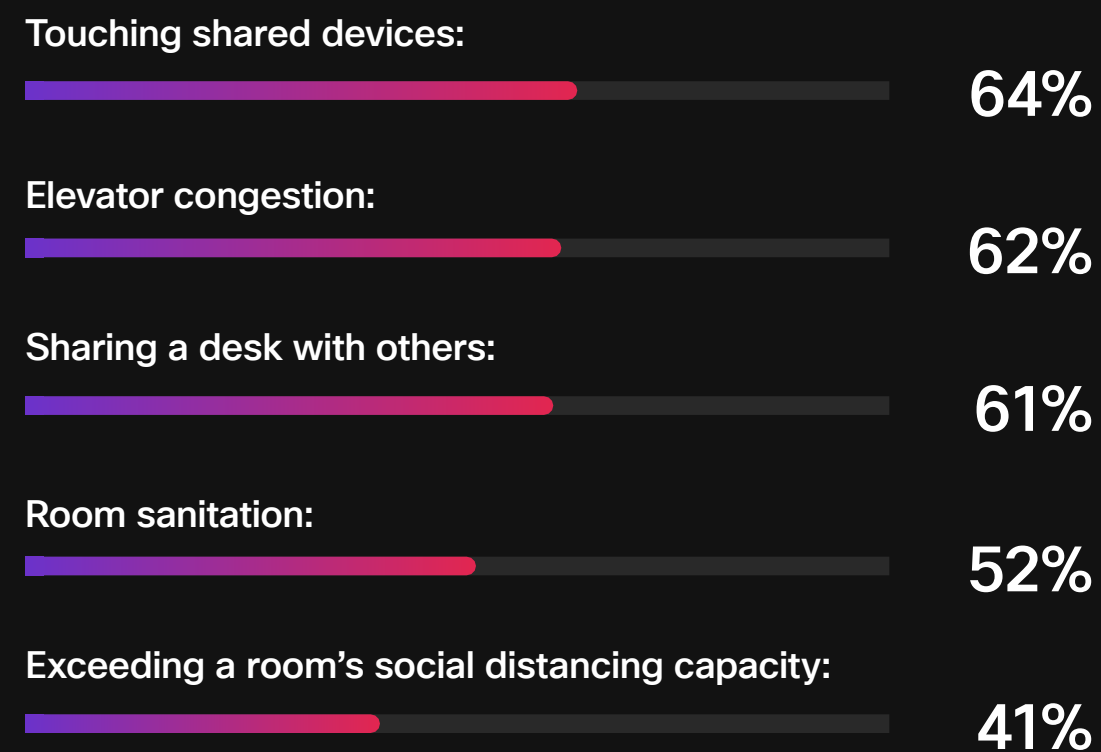 Touching shared devices:
64%
Elevator congestion:
62%
Sharing a desk with others:
61%
Room sanitation:
52%
Exceeding a room’s social distancing capacity:
41%